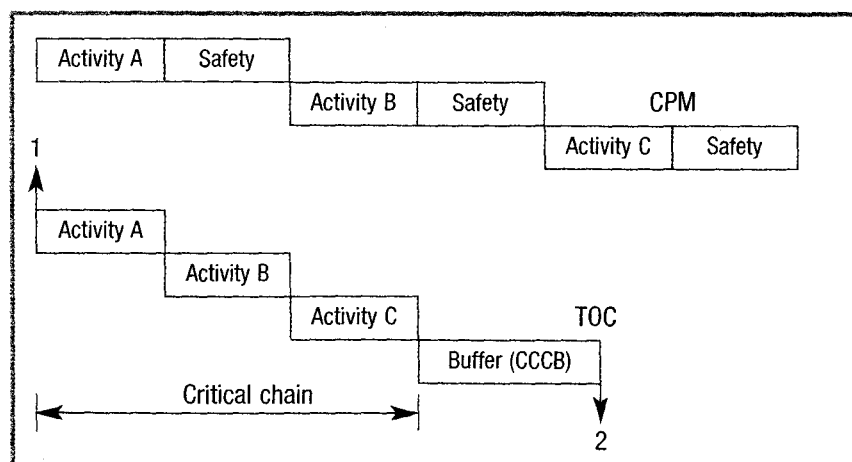 Activity A Safety
Activity B Safety CPM
1 Activity C Safety
Activity A
Activity B
Activity C TOC
Buffer (CCCB)
Critical chain
2